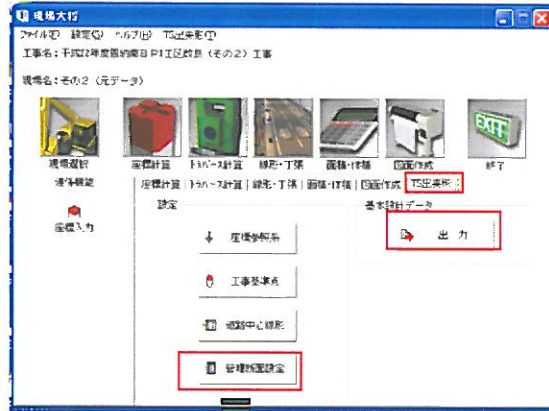 現場大将
ファイル(F) 設定(S) ヘルプ(H) TS出来形(T)
工事名：平成22年度恩納南BP1工区改良（その2）工事
現場名：その2（元データ）
現場選択 座標計算 トラバース計算 線形・丁張 面積・体積 図面作成 終了
EXIT
座標計算 トラバース計算 線形・丁張 面積・体積 図面作成 TS出来形
座標入力
設定
基本設計データ
座標参照系
出 力
工事基準点
道路中心線形
管理断面設定